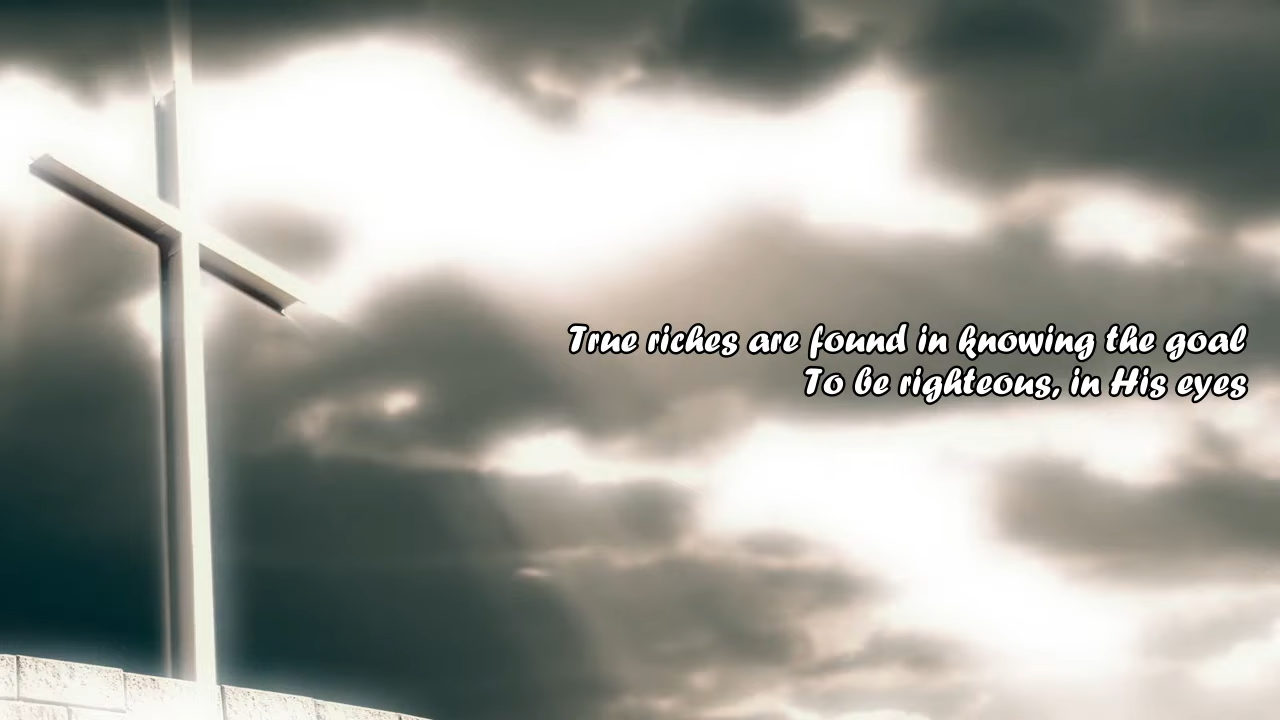 True riches are found in knowing the goal
To be righteous, in His eyes